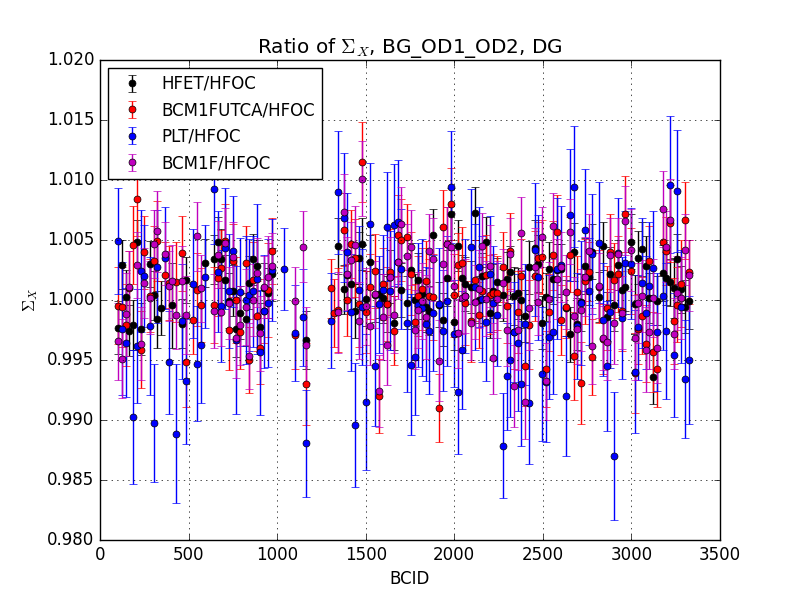 Ratio of Σ_X, BG_OD1_OD2, DG
HFET/HFOC
BCM1FUTCA/HFOC
PLT/HFOC
BCM1F/HFOC
1.020
1.015
1.010
1.005
1.000
0.995
0.990
0.985
0.980
Σ_X
0 500 1000 1500 2000 2500 3000 3500
BCID